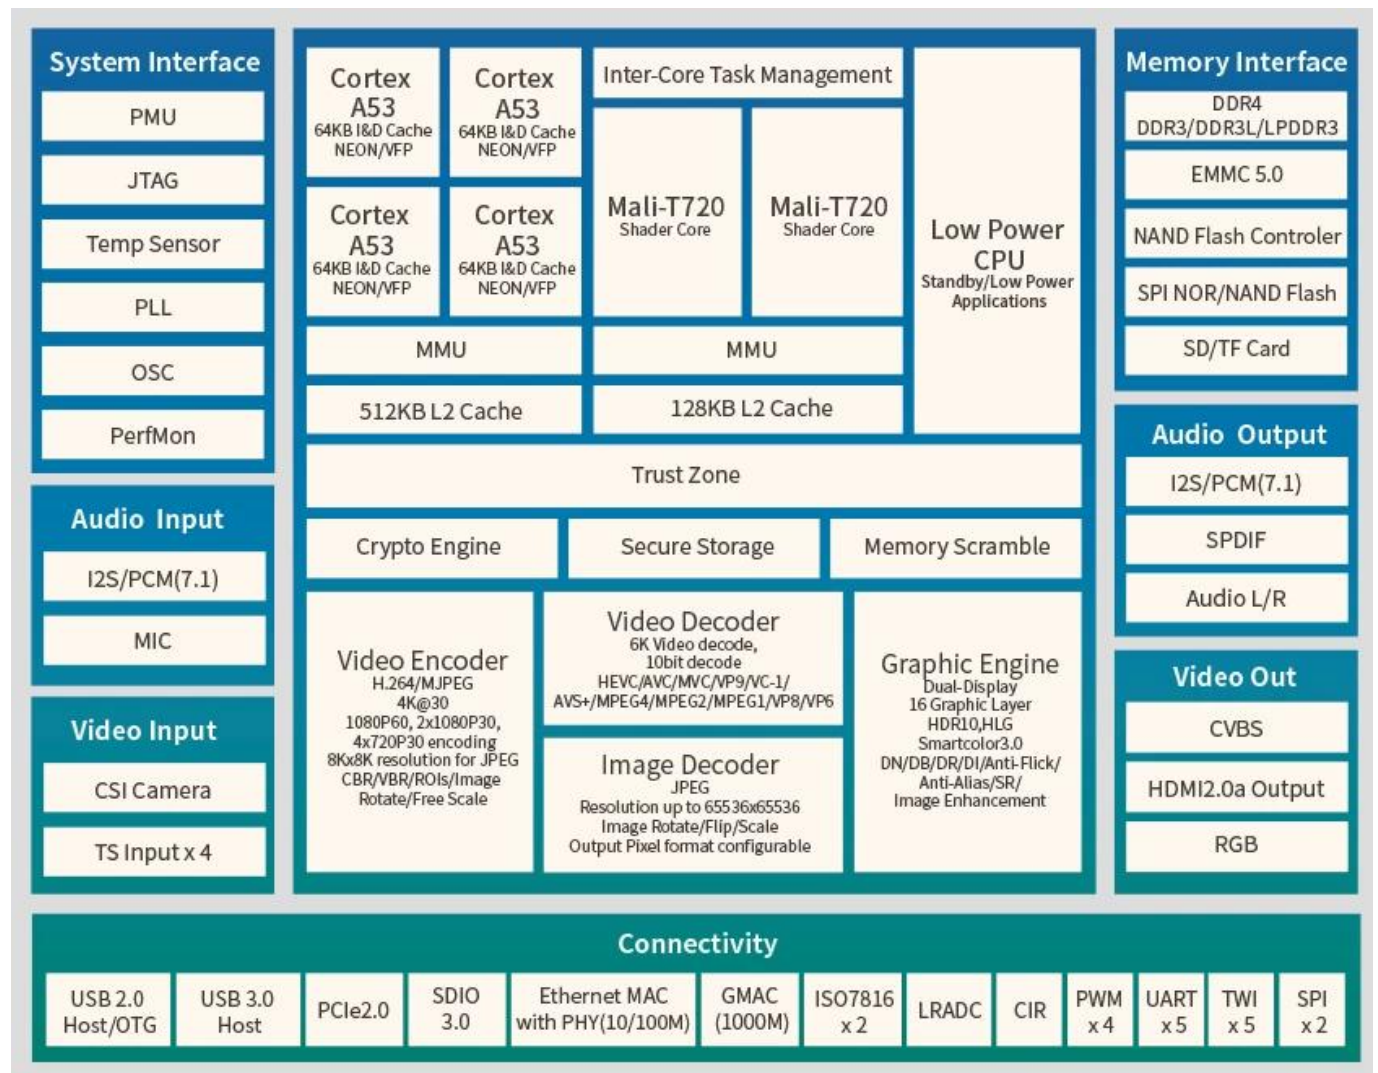 System Interface
PMU
JTAG
Temp Sensor
PLL
OSC
PerfMon
Audio Input
I2S/PCM(7.1)
MIC
Video Input
CSI Camera
TS Input x 4
Cortex
A53
64KB I&D Cache
NEON/VFP
Cortex
A53
64KB I&D Cache
NEON/VFP
Cortex
A53
64KB I&D Cache
NEON/VFP
Cortex
A53
64KB I&D Cache
NEON/VFP
MMU
512KB L2 Cache
Inter-Core Task Management
Mali-T720
Shader Core
Mali-T720
Shader Core
MMU
128KB L2 Cache
Low Power
CPU
Standby/Low Power
Applications
Trust Zone
Crypto Engine
Secure Storage
Memory Scramble
Video Encoder
H.264/MJPEG
4K@30
1080P60, 2x1080P30,
4x720P30 encoding
8Kx8K resolution for JPEG
CBR/VBR/ROIs/Image
Rotate/Free Scale
Video Decoder
6K Video decode,
10bit decode
HEVC/AVC/MVC/VP9/VC-1/
AVS+/MPEG4/MPEG2/MPEG1/VP8/VP6
Image Decoder
JPEG
Resolution up to 65536x65536
Image Rotate/Flip/Scale
Output Pixel format configurable
Graphic Engine
Dual-Display
16 Graphic Layer
HDR10,HLG
Smartcolor3.0
DN/DB/DR/DI/Anti-Flick/
Anti-Alias/SR/
Image Enhancement
Memory Interface
DDR4
DDR3/DDR3L/LPDDR3
EMMC 5.0
NAND Flash Controler
SPI NOR/NAND Flash
SD/TF Card
Audio Output
I2S/PCM(7.1)
SPDIF
Audio L/R
Video Out
CVBS
HDMI2.0a Output
RGB
Connectivity
USB 2.0
Host/OTG
USB 3.0
Host
PCIe2.0
SDIO
3.0
Ethernet MAC
with PHY(10/100M)
GMAC
(1000M)
ISO7816
x 2
LRADC
CIR
PWM
x 4
UART
x 5
TWI
x 5
SPI
x 2